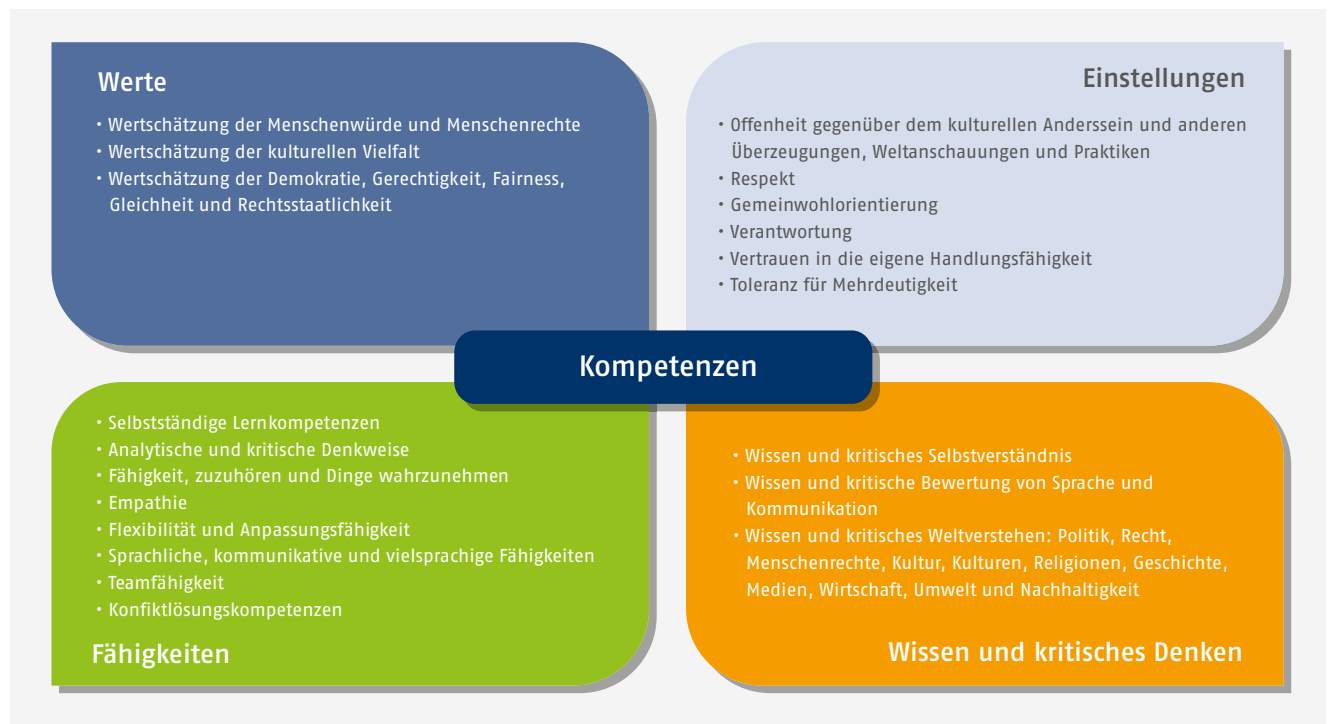 Werte
• Wertschätzung der Menschenwürde und Menschenrechte
• Wertschätzung der kulturellen Vielfalt
• Wertschätzung der Demokratie, Gerechtigkeit, Fairness,
Gleichheit und Rechtsstaatlichkeit
Einstellungen
• Offenheit gegenüber dem kulturellen Anderssein und anderen
Überzeugungen, Weltanschauungen und Praktiken
• Respekt
• Gemeinwohlorientierung
• Verantwortung
• Vertrauen in die eigene Handlungsfähigkeit
• Toleranz für Mehrdeutigkeit
Kompetenzen
• Selbstständige Lernkompetenzen
• Analytische und kritische Denkweise
• Fähigkeit, zuzuhören und Dinge wahrzunehmen
• Empathie
• Flexibilität und Anpassungsfähigkeit
• Sprachliche, kommunikative und vielsprachige Fähigkeiten
• Teamfähigkeit
• Konfiktlösungskompetenzen
Fähigkeiten
• Wissen und kritisches Selbstverständnis
• Wissen und kritische Bewertung von Sprache und
Kommunikation
• Wissen und kritisches Weltverstehen: Politik, Recht,
Menschenrechte, Kultur, Kulturen, Religionen, Geschichte,
Medien, Wirtschaft, Umwelt und Nachhaltigkeit
Wissen und kritisches Denken